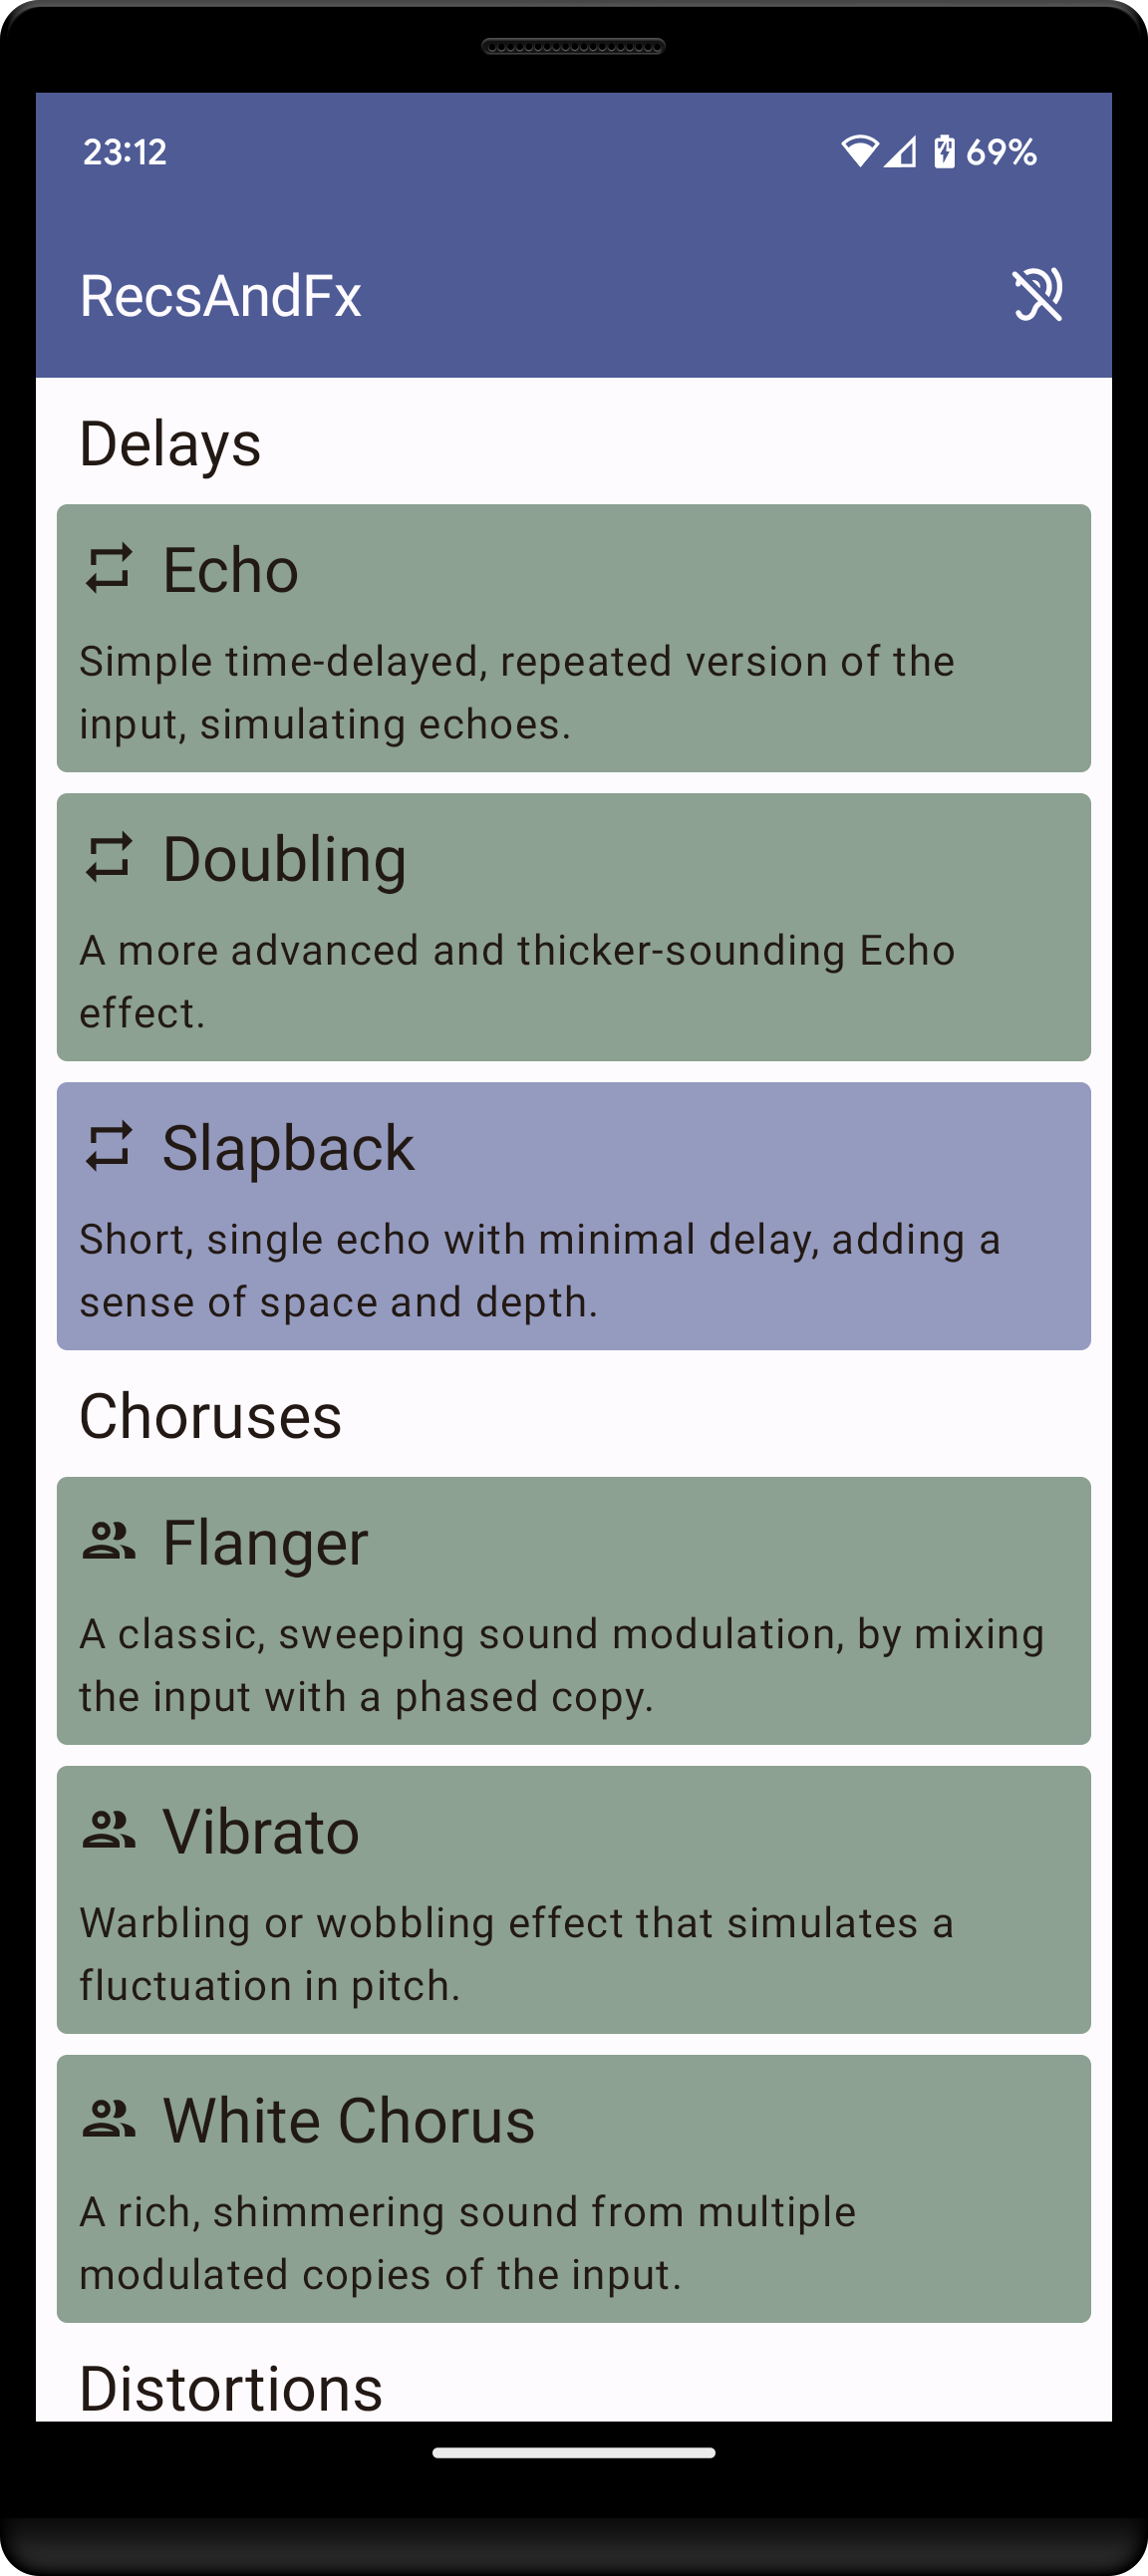 23:12
69%
RecsAndFx
Delays
Echo
Simple time-delayed, repeated version of the
input, simulating echoes.
Doubling
A more advanced and thicker-sounding Echo
effect.
Slapback
Short, single echo with minimal delay, adding a
sense of space and depth.
Choruses
Flanger
A classic, sweeping sound modulation, by mixing
the input with a phased copy.
Vibrato
Warbling or wobbling effect that simulates a
fluctuation in pitch.
White Chorus
A rich, shimmering sound from multiple
modulated copies of the input.
Distortions